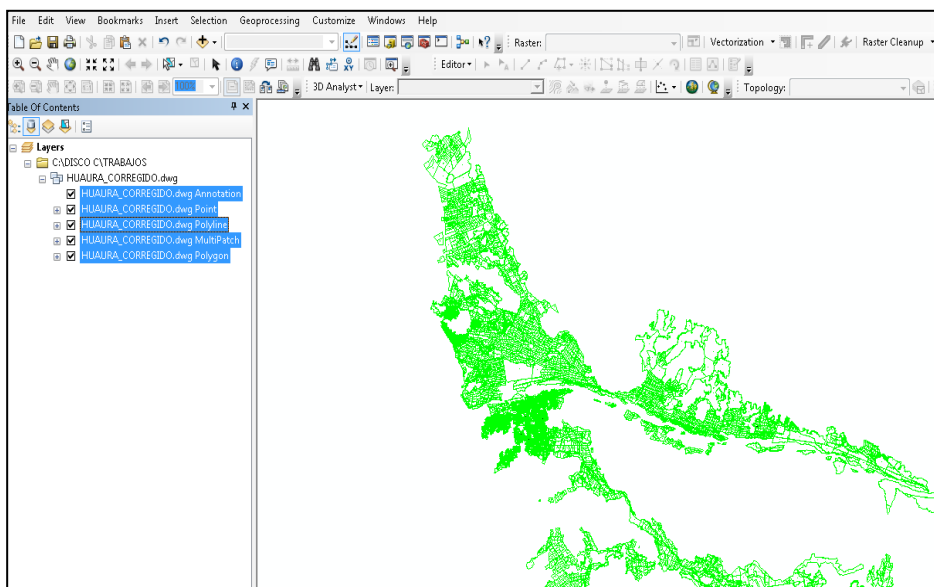 File Edit View Bookmarks Insert Selection Geoprocessing Customize Windows Help
Raster: Vectorization Raster Cleanup
Editor
100% 3D Analyst Layer: Topology:
Table Of Contents
Layers
C:\DISCO C\TRABAJOS
HUAURA_CORREGIDO.dwg
HUAURA_CORREGIDO.dwg Annotation
HUAURA_CORREGIDO.dwg Point
HUAURA_CORREGIDO.dwg Polyline
HUAURA_CORREGIDO.dwg MultiPatch
HUAURA_CORREGIDO.dwg Polygon